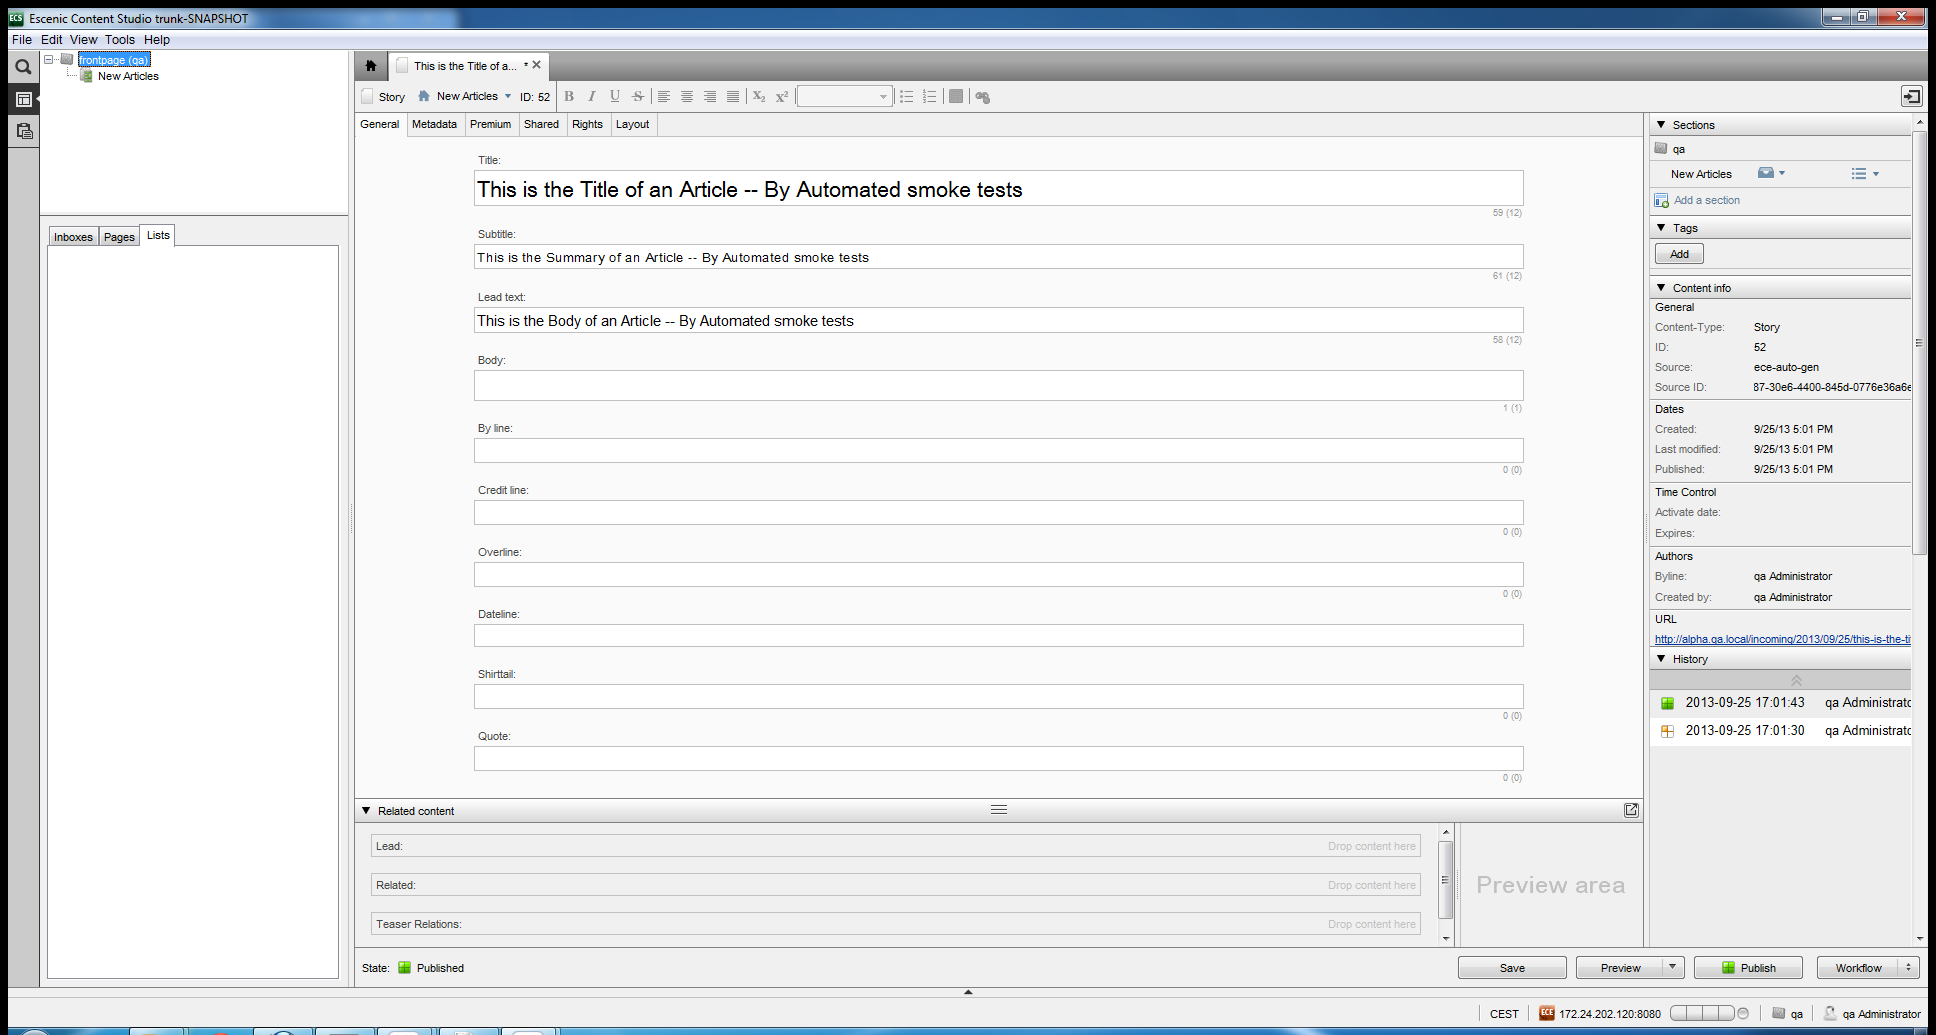 ECS Escenic Content Studio trunk-SNAPSHOT
File Edit View Tools Help
frontpage (qa)
New Articles
Inboxes Pages Lists
This is the Title of a... *
Story New Articles ID: 52 B I U S X₂ X²
General Metadata Premium Shared Rights Layout
Title:
This is the Title of an Article -- By Automated smoke tests
59 (12)
Subtitle:
This is the Summary of an Article -- By Automated smoke tests
61 (12)
Lead text:
This is the Body of an Article -- By Automated smoke tests
58 (12)
Body:
1 (1)
By line:
0 (0)
Credit line:
0 (0)
Overline:
0 (0)
Dateline:
Shirttail:
0 (0)
Quote:
0 (0)
Related content
Lead: Drop content here
Related: Drop content here
Teaser Relations: Drop content here
Preview area
Sections
qa
New Articles
Add a section
Tags
Add
Content info
General
Content-Type: Story
ID: 52
Source: ece-auto-gen
Source ID: 87-30e6-4400-845d-0776e36a6e
Dates
Created: 9/25/13 5:01 PM
Last modified: 9/25/13 5:01 PM
Published: 9/25/13 5:01 PM
Time Control
Activate date:
Expires:
Authors
Byline: qa Administrator
Created by: qa Administrator
URL
http://alpha.qa.local/incoming/2013/09/25/this-is-the-ti
History
2013-09-25 17:01:43 qa Administratc
2013-09-25 17:01:30 qa Administratc
State: Published
Save Preview Publish Workflow
CEST ECE 172.24.202.120:8080 qa qa Administrator